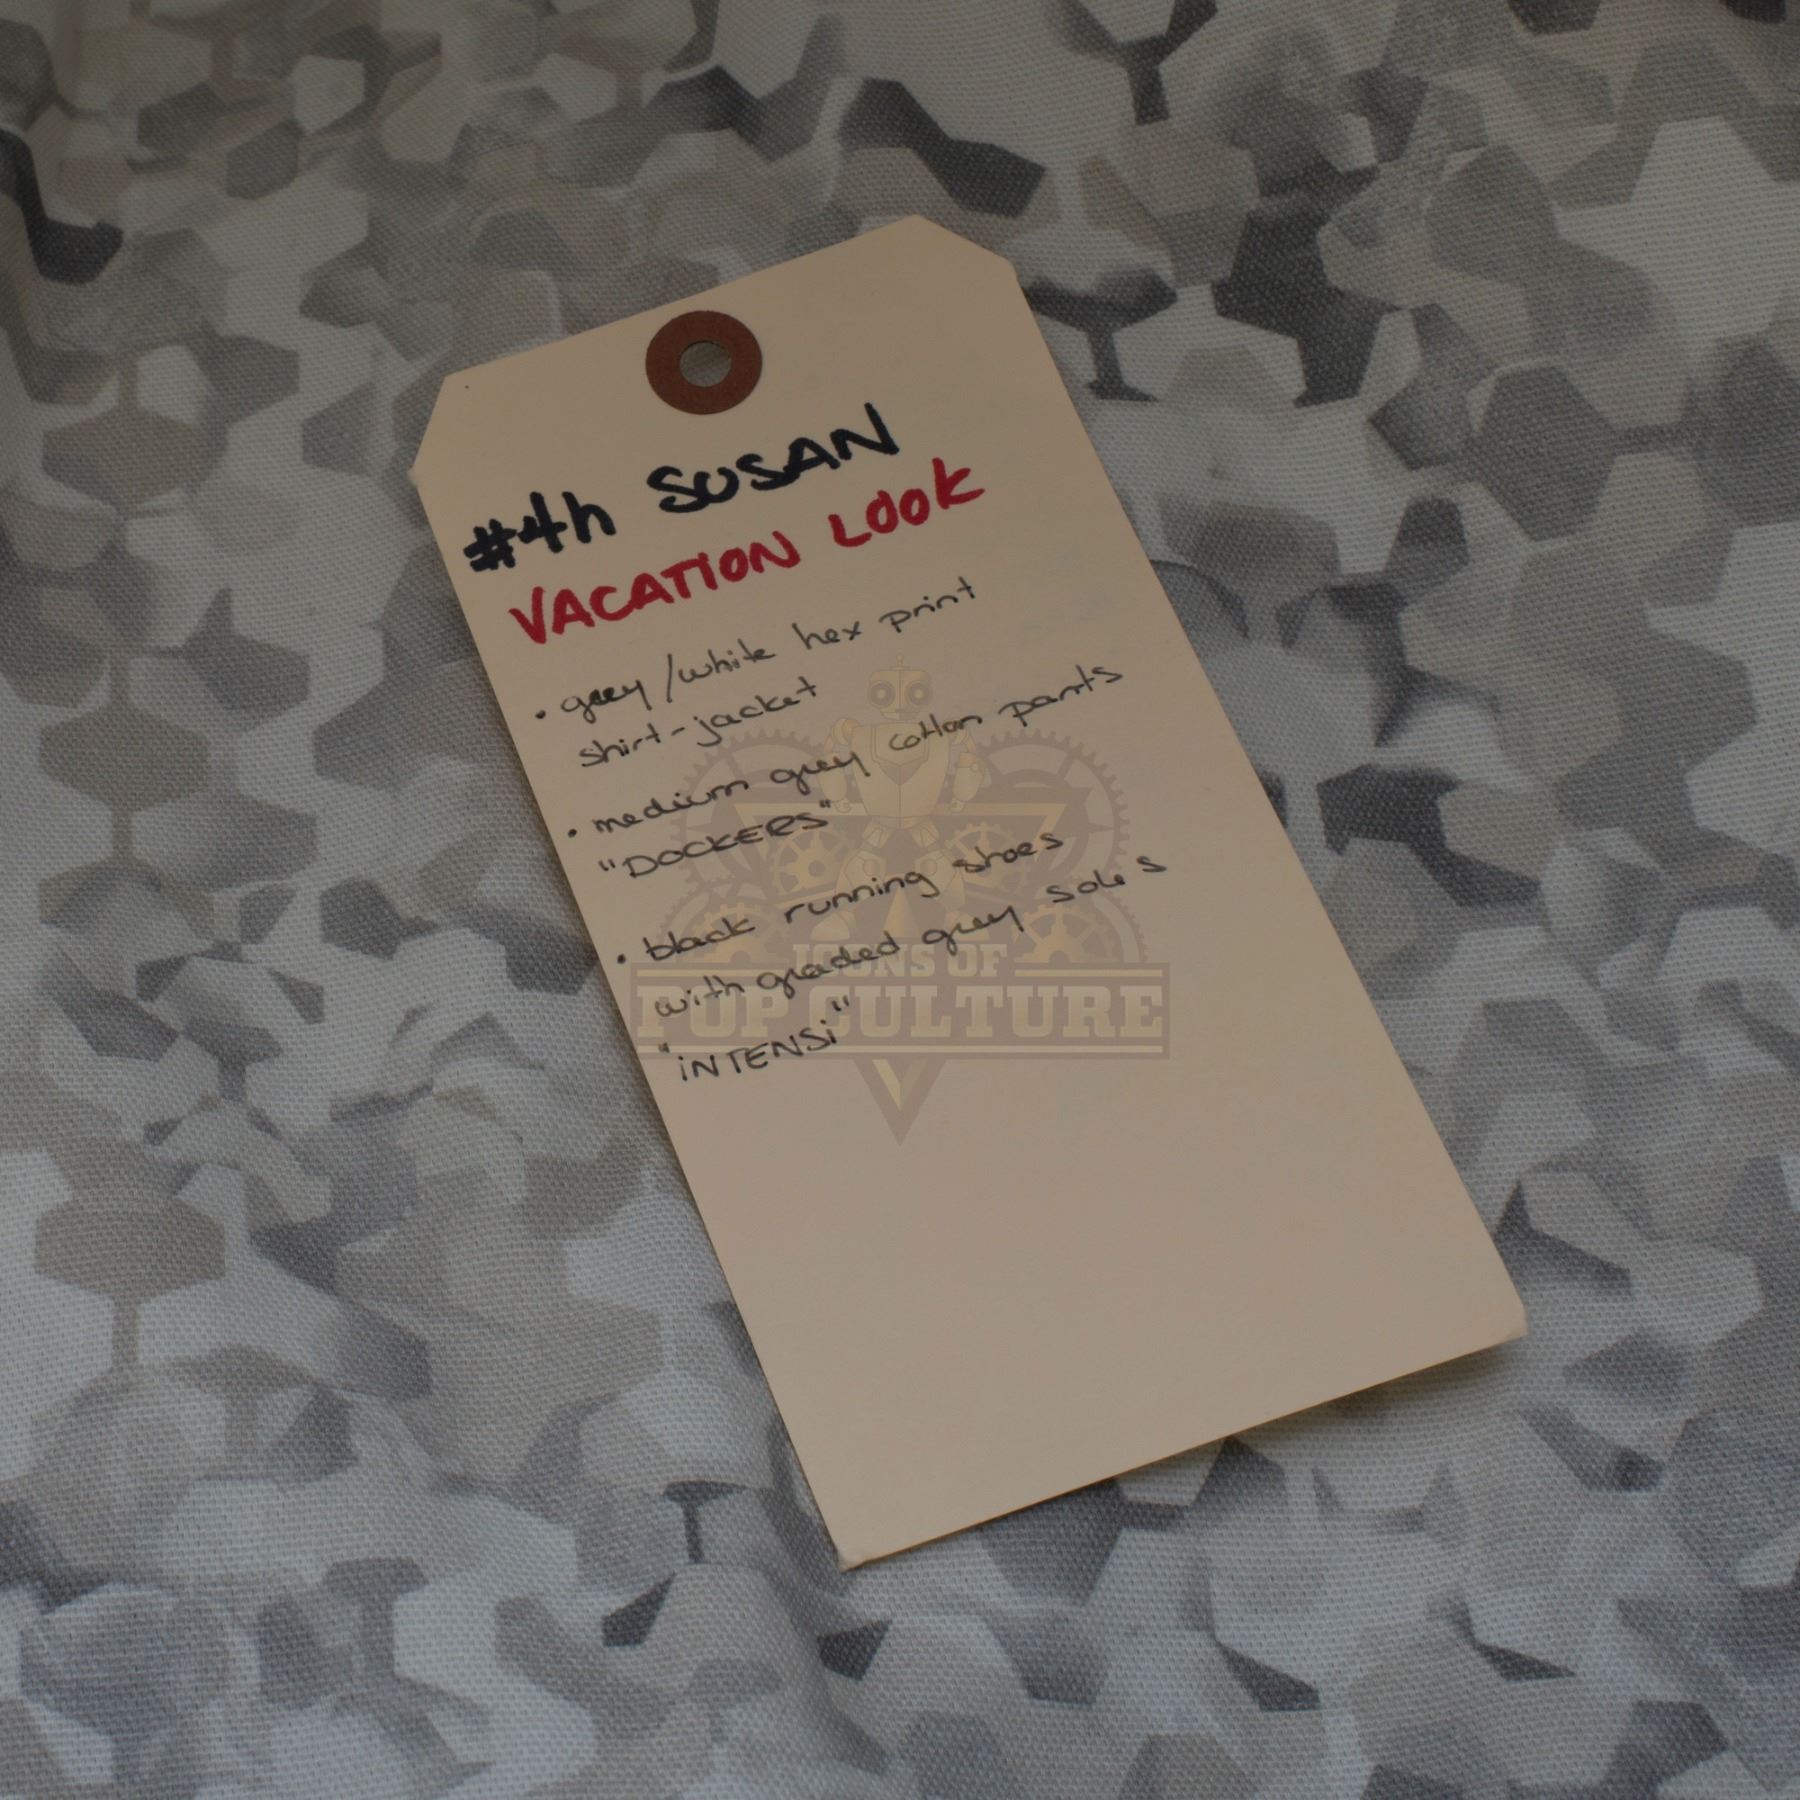 #4h SUSAN
VACATION LOOK
• grey/white hex print
shirt-jacket
• medium grey cotton pants
"DOCKERS"
• black running shoes
with graded grey soles
"iNTENSi"
ICONS OF
POP CULTURE